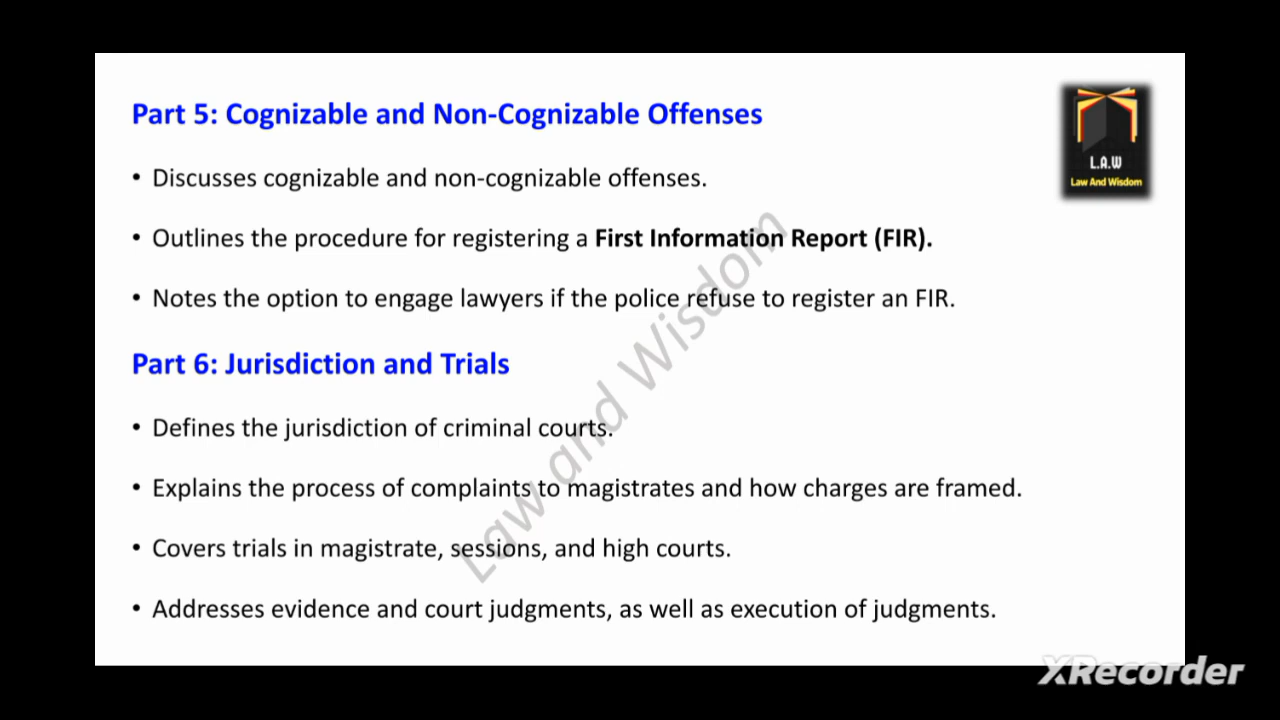 Part 5: Cognizable and Non-Cognizable Offenses
L.A.W
Law And Wisdom
• Discusses cognizable and non-cognizable offenses.
• Outlines the procedure for registering a First Information Report (FIR).
• Notes the option to engage lawyers if the police refuse to register an FIR.
Part 6: Jurisdiction and Trials
• Defines the jurisdiction of criminal courts.
• Explains the process of complaints to magistrates and how charges are framed.
• Covers trials in magistrate, sessions, and high courts.
• Addresses evidence and court judgments, as well as execution of judgments.
Law and Wisdom
XRecorder